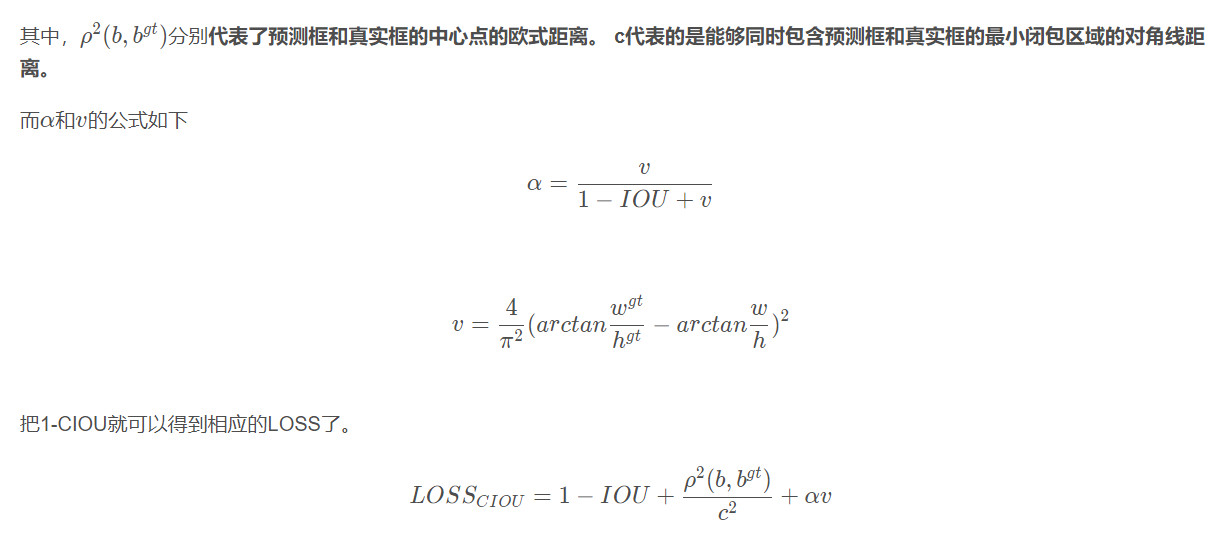 其中，$\rho^2(b, b^{gt})$分别代表了预测框和真实框的中心点的欧式距离。 c代表的是能够同时包含预测框和真实框的最小闭包区域的对角线距
离。
而$\alpha$和$v$的公式如下
$$\alpha = \frac{v}{1 - IOU + v}$$
$$v = \frac{4}{\pi^2}(arctan\frac{w^{gt}}{h^{gt}} - arctan\frac{w}{h})^2$$
把1-CIOU就可以得到相应的LOSS了。
$$LOSS_{CIOU} = 1 - IOU + \frac{\rho^2(b, b^{gt})}{c^2} + \alpha v$$